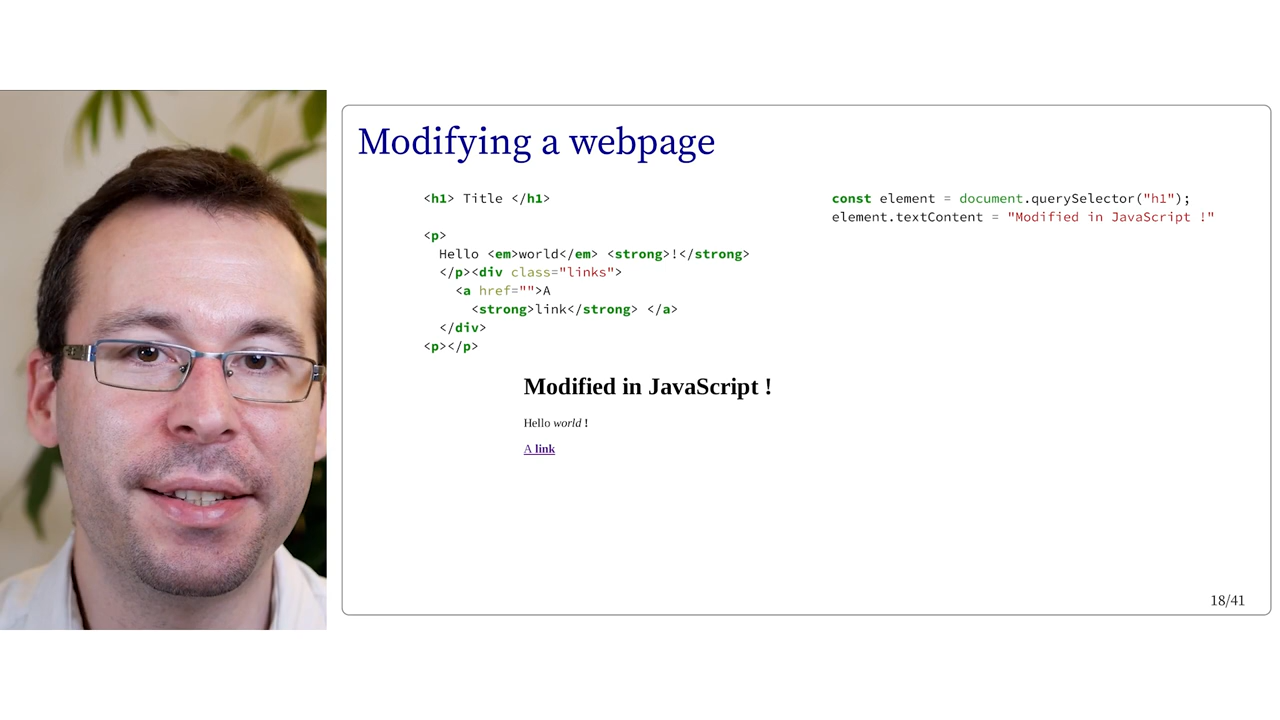 Modifying a webpage
<h1> Title </h1>
<p>
Hello <em>world</em> <strong>!</strong>
</p><div class="links">
<a href="">A
<strong>link</strong> </a>
</div>
<p></p>
const element = document.querySelector("h1");
element.textContent = "Modified in JavaScript !"
Modified in JavaScript !
Hello world !
A link
18/41